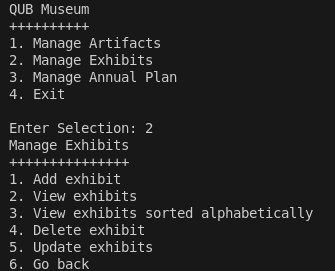 QUB Museum
++++++++++
1. Manage Artifacts
2. Manage Exhibits
3. Manage Annual Plan
4. Exit

Enter Selection: 2
Manage Exhibits
+++++++++++++++
1. Add exhibit
2. View exhibits
3. View exhibits sorted alphabetically
4. Delete exhibit
5. Update exhibits
6. Go back